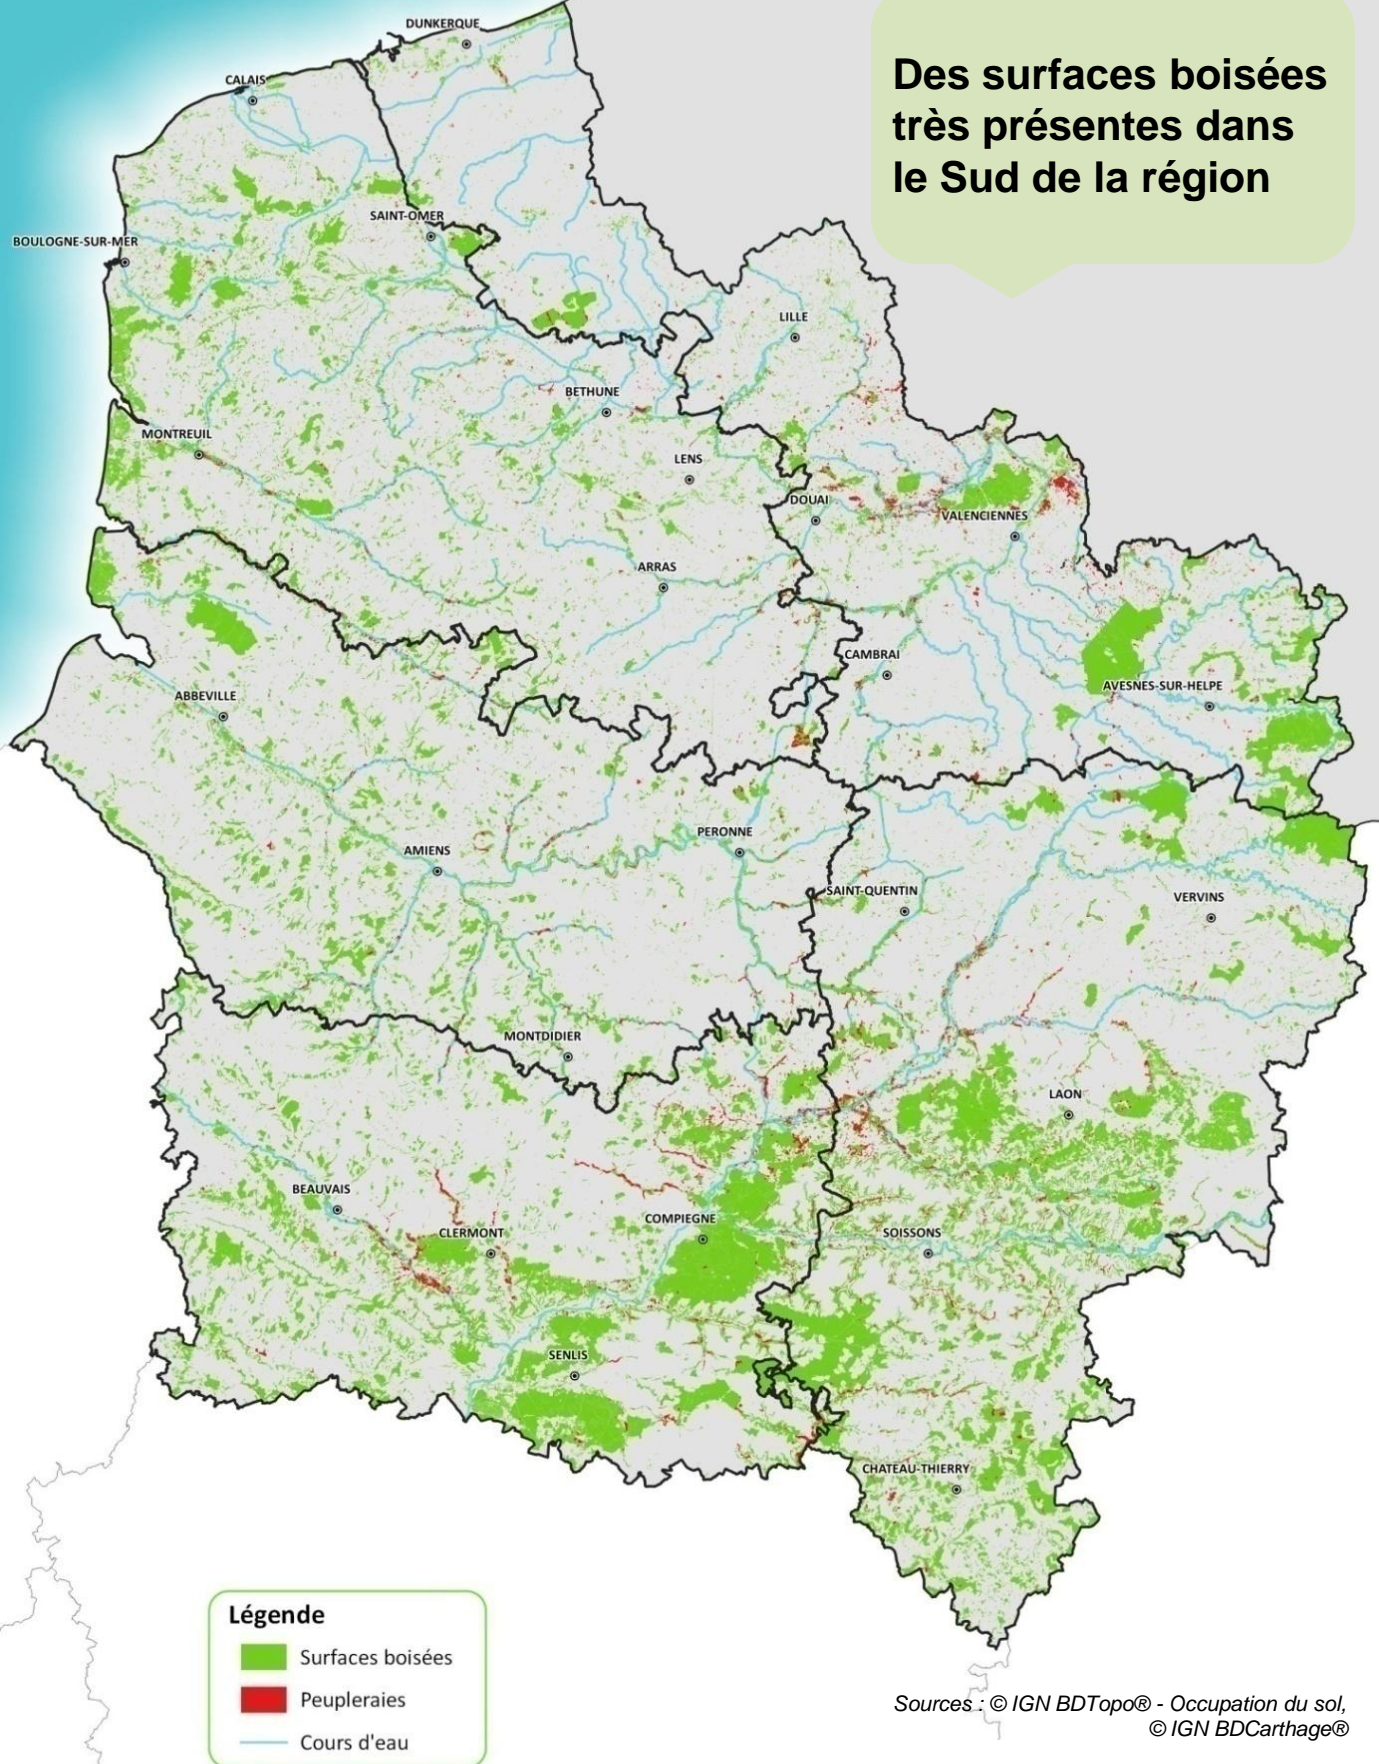 Des surfaces boisées
très présentes dans
le Sud de la région
DUNKERQUE
CALAIS
SAINT-OMER
BOULOGNE-SUR-MER
LILLE
BETHUNE
MONTREUIL
LENS
DOUAI
VALENCIENNES
ARRAS
CAMBRAI
AVESNES-SUR-HELPE
ABBEVILLE
PERONNE
AMIENS
SAINT-QUENTIN
VERVINS
MONTDIDIER
LAON
BEAUVAIS
COMPIEGNE
CLERMONT
SOISSONS
SENLIS
CHATEAU-THIERRY
Légende
Surfaces boisées
Peupleraies
Cours d'eau
Sources : © IGN BDTopo® - Occupation du sol,
© IGN BDCarthage®